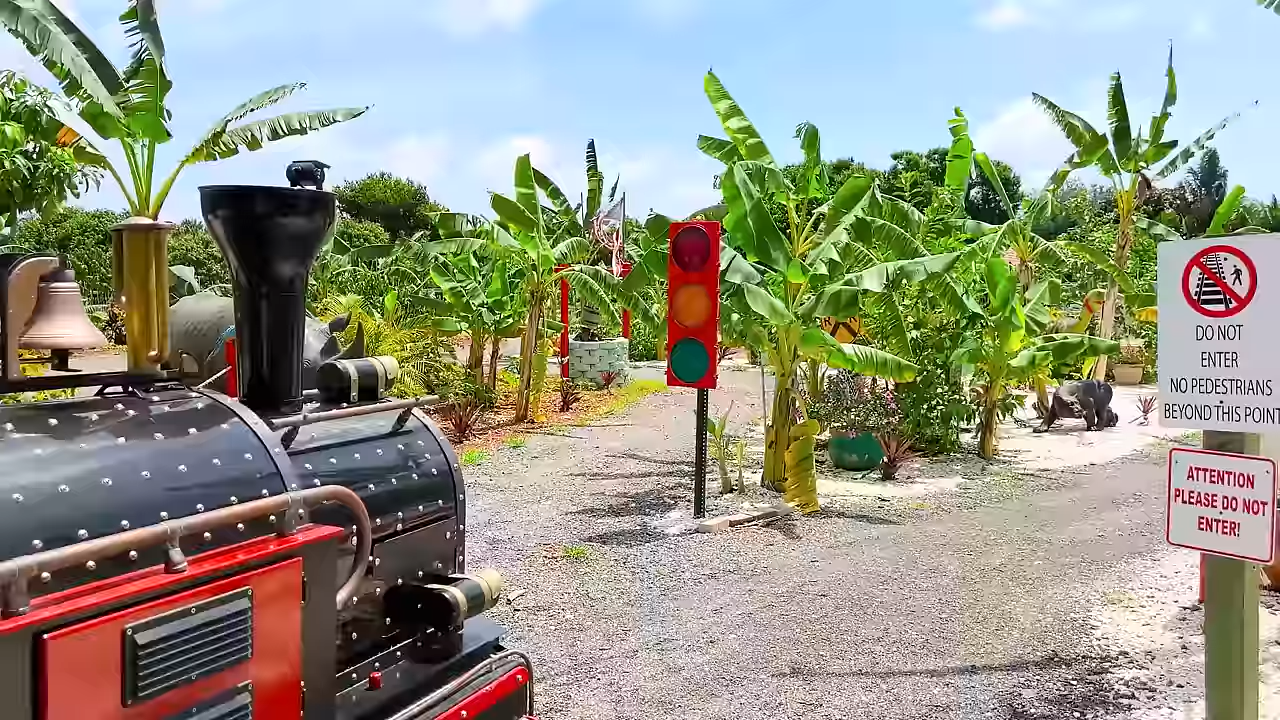 DO NOT
ENTER
NO PEDESTRIANS
BEYOND THIS POINT
ATTENTION
PLEASE DO NOT
ENTER!